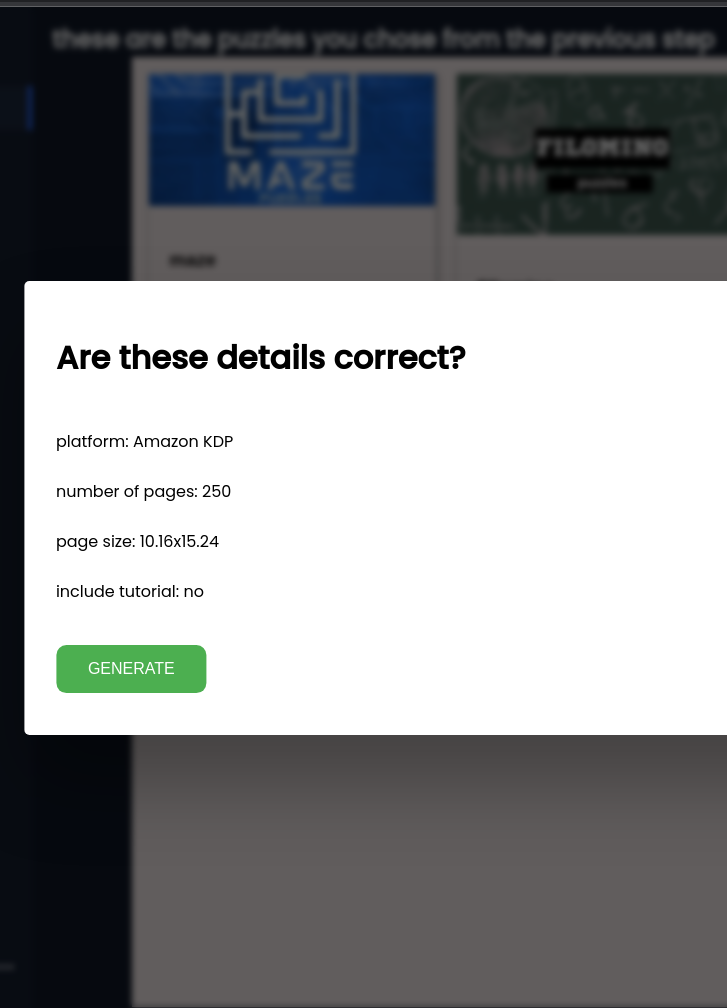 these are the puzzles you chose from the previous step
MAZE
FILOMINO
puzzles
maze
Are these details correct?
platform: Amazon KDP
number of pages: 250
page size: 10.16x15.24
include tutorial: no
GENERATE